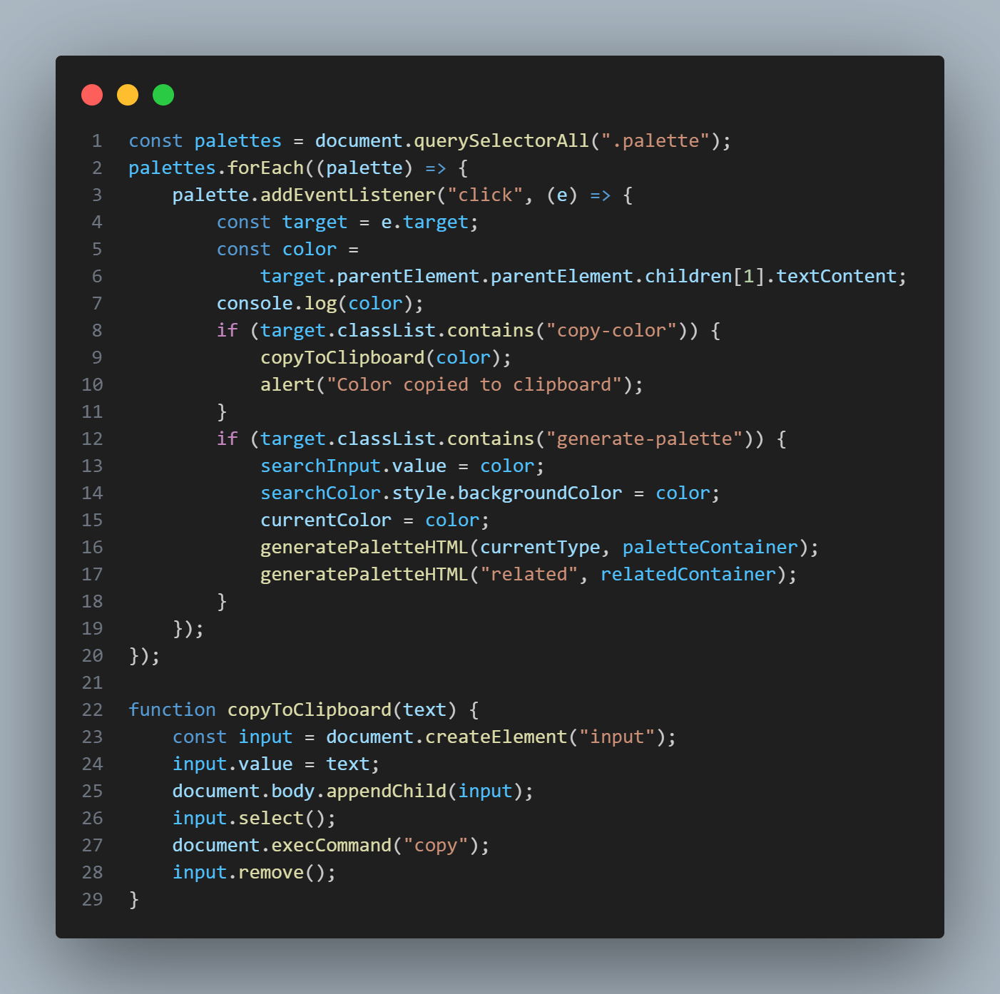 1 const palettes = document.querySelectorAll(".palette");
2 palettes.forEach((palette) => {
3     palette.addEventListener("click", (e) => {
4         const target = e.target;
5         const color =
6             target.parentElement.parentElement.children[1].textContent;
7         console.log(color);
8         if (target.classList.contains("copy-color")) {
9             copyToClipboard(color);
10             alert("Color copied to clipboard");
11         }
12         if (target.classList.contains("generate-palette")) {
13             searchInput.value = color;
14             searchColor.style.backgroundColor = color;
15             currentColor = color;
16             generatePaletteHTML(currentType, paletteContainer);
17             generatePaletteHTML("related", relatedContainer);
18         }
19     });
20 });
21
22 function copyToClipboard(text) {
23     const input = document.createElement("input");
24     input.value = text;
25     document.body.appendChild(input);
26     input.select();
27     document.execCommand("copy");
28     input.remove();
29 }